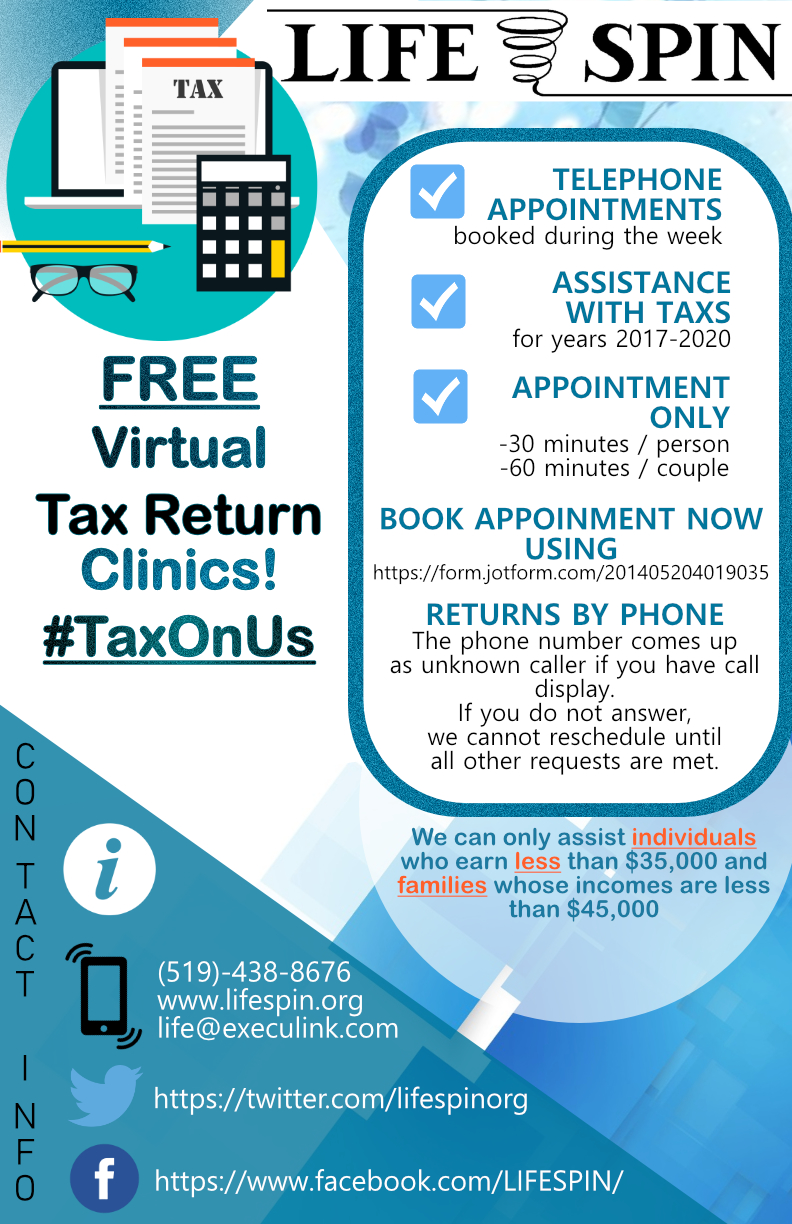 LIFE SPIN
TAX
FREE
Virtual
Tax Return
Clinics!
#TaxOnUs
TELEPHONE
APPOINTMENTS
booked during the week
ASSISTANCE
WITH TAXS
for years 2017-2020
APPOINTMENT
ONLY
-30 minutes / person
-60 minutes / couple
BOOK APPOINMENT NOW
USING
https://form.jotform.com/201405204019035
RETURNS BY PHONE
The phone number comes up
as unknown caller if you have call
display.
If you do not answer,
we cannot reschedule until
all other requests are met.
We can only assist individuals
who earn less than $35,000 and
families whose incomes are less
than $45,000
CONTACT INFO
i
(519)-438-8676
www.lifespin.org
life@execulink.com
https://twitter.com/lifespinorg
f
https://www.facebook.com/LIFESPIN/